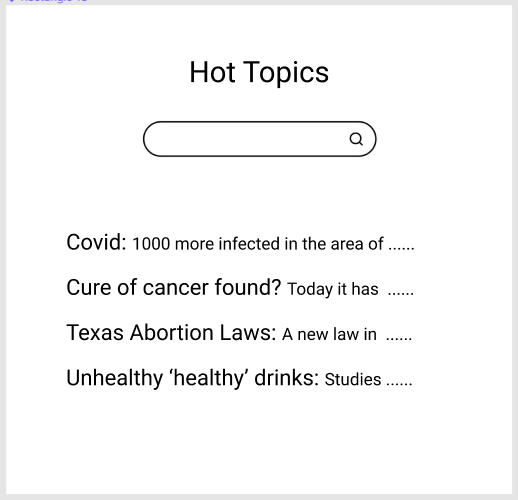 Hot Topics
Covid: 1000 more infected in the area of ......
Cure of cancer found? Today it has ......
Texas Abortion Laws: A new law in ......
Unhealthy ‘healthy’ drinks: Studies ......